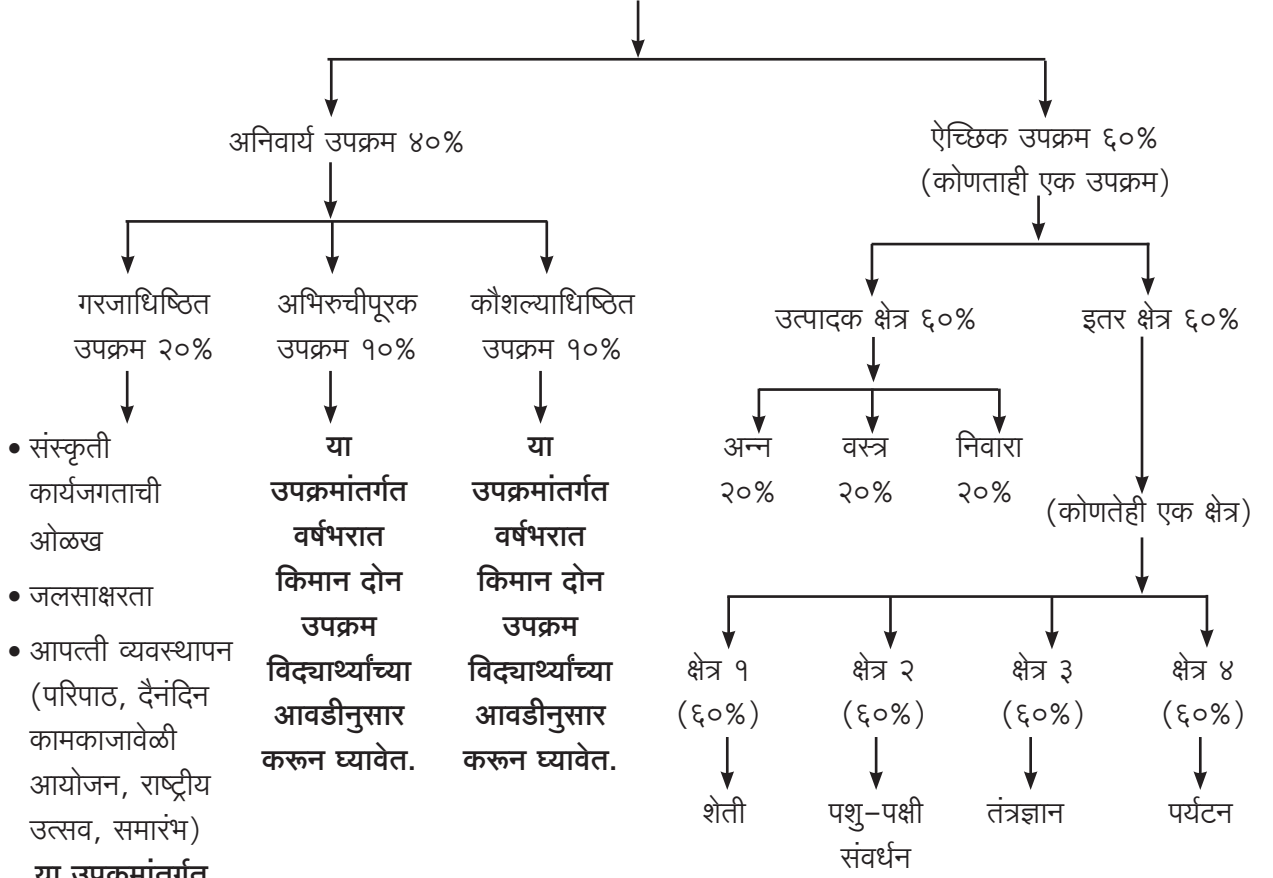 अनिवार्य उपक्रम ४०%
ऐच्छिक उपक्रम ६०%
(कोणताही एक उपक्रम)
गरजाधिष्ठित
उपक्रम २०%
अभिरुचीपूरक
उपक्रम १०%
कौशल्याधिष्ठित
उपक्रम १०%
उत्पादक क्षेत्र ६०%
इतर क्षेत्र ६०%
• संस्कृती
कार्यजगताची
ओळख
• जलसाक्षरता
• आपत्ती व्यवस्थापन
(परिपाठ, दैनंदिन
कामकाजावेळी
आयोजन, राष्ट्रीय
उत्सव, समारंभ)
या उपक्रमांतर्गत
या
उपक्रमांतर्गत
वर्षभरात
किमान दोन
उपक्रम
विद्यार्थ्यांच्या
आवडीनुसार
करून घ्यावेत.
या
उपक्रमांतर्गत
वर्षभरात
किमान दोन
उपक्रम
विद्यार्थ्यांच्या
आवडीनुसार
करून घ्यावेत.
अन्न
२०%
वस्त्र
२०%
निवारा
२०%
(कोणतेही एक क्षेत्र)
क्षेत्र १
(६०%)
क्षेत्र २
(६०%)
क्षेत्र ३
(६०%)
क्षेत्र ४
(६०%)
शेती
पशु-पक्षी
संवर्धन
तंत्रज्ञान
पर्यटन